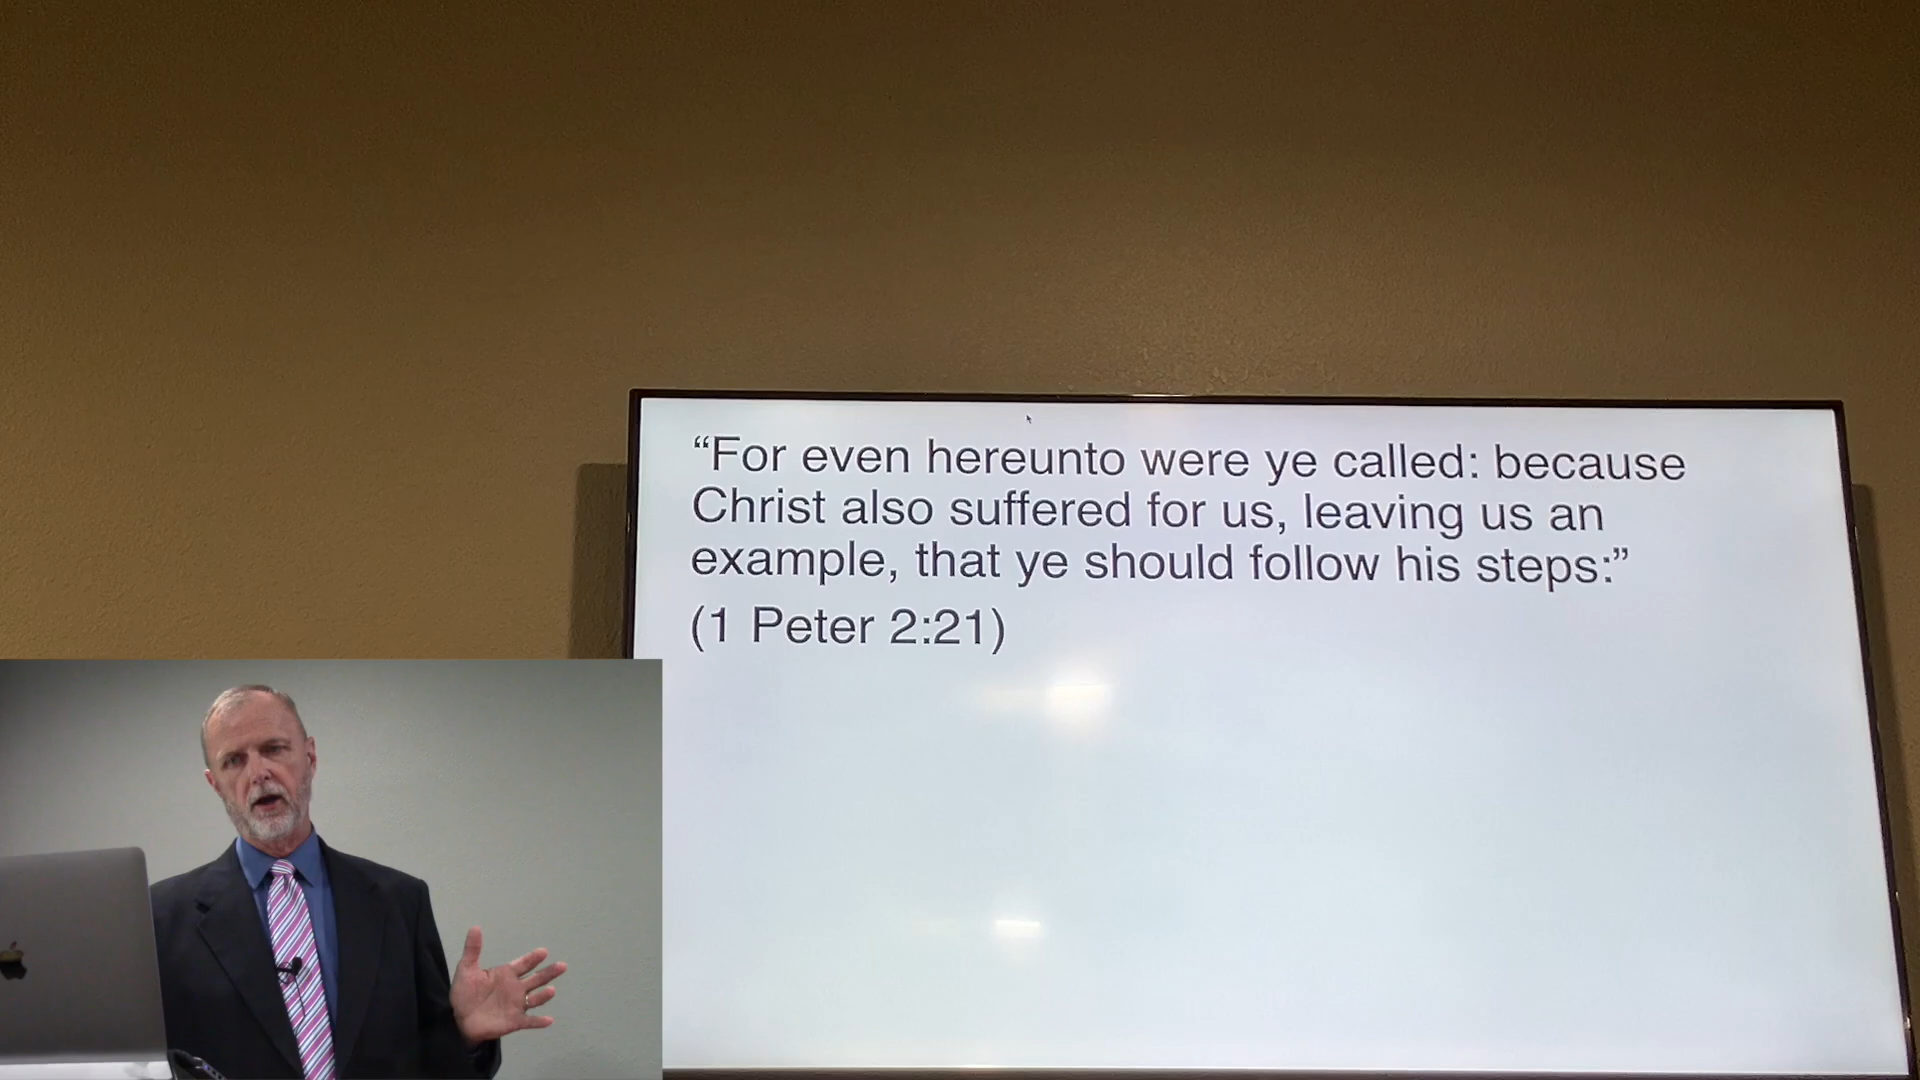 “For even hereunto were ye called: because
Christ also suffered for us, leaving us an
example, that ye should follow his steps:”
(1 Peter 2:21)